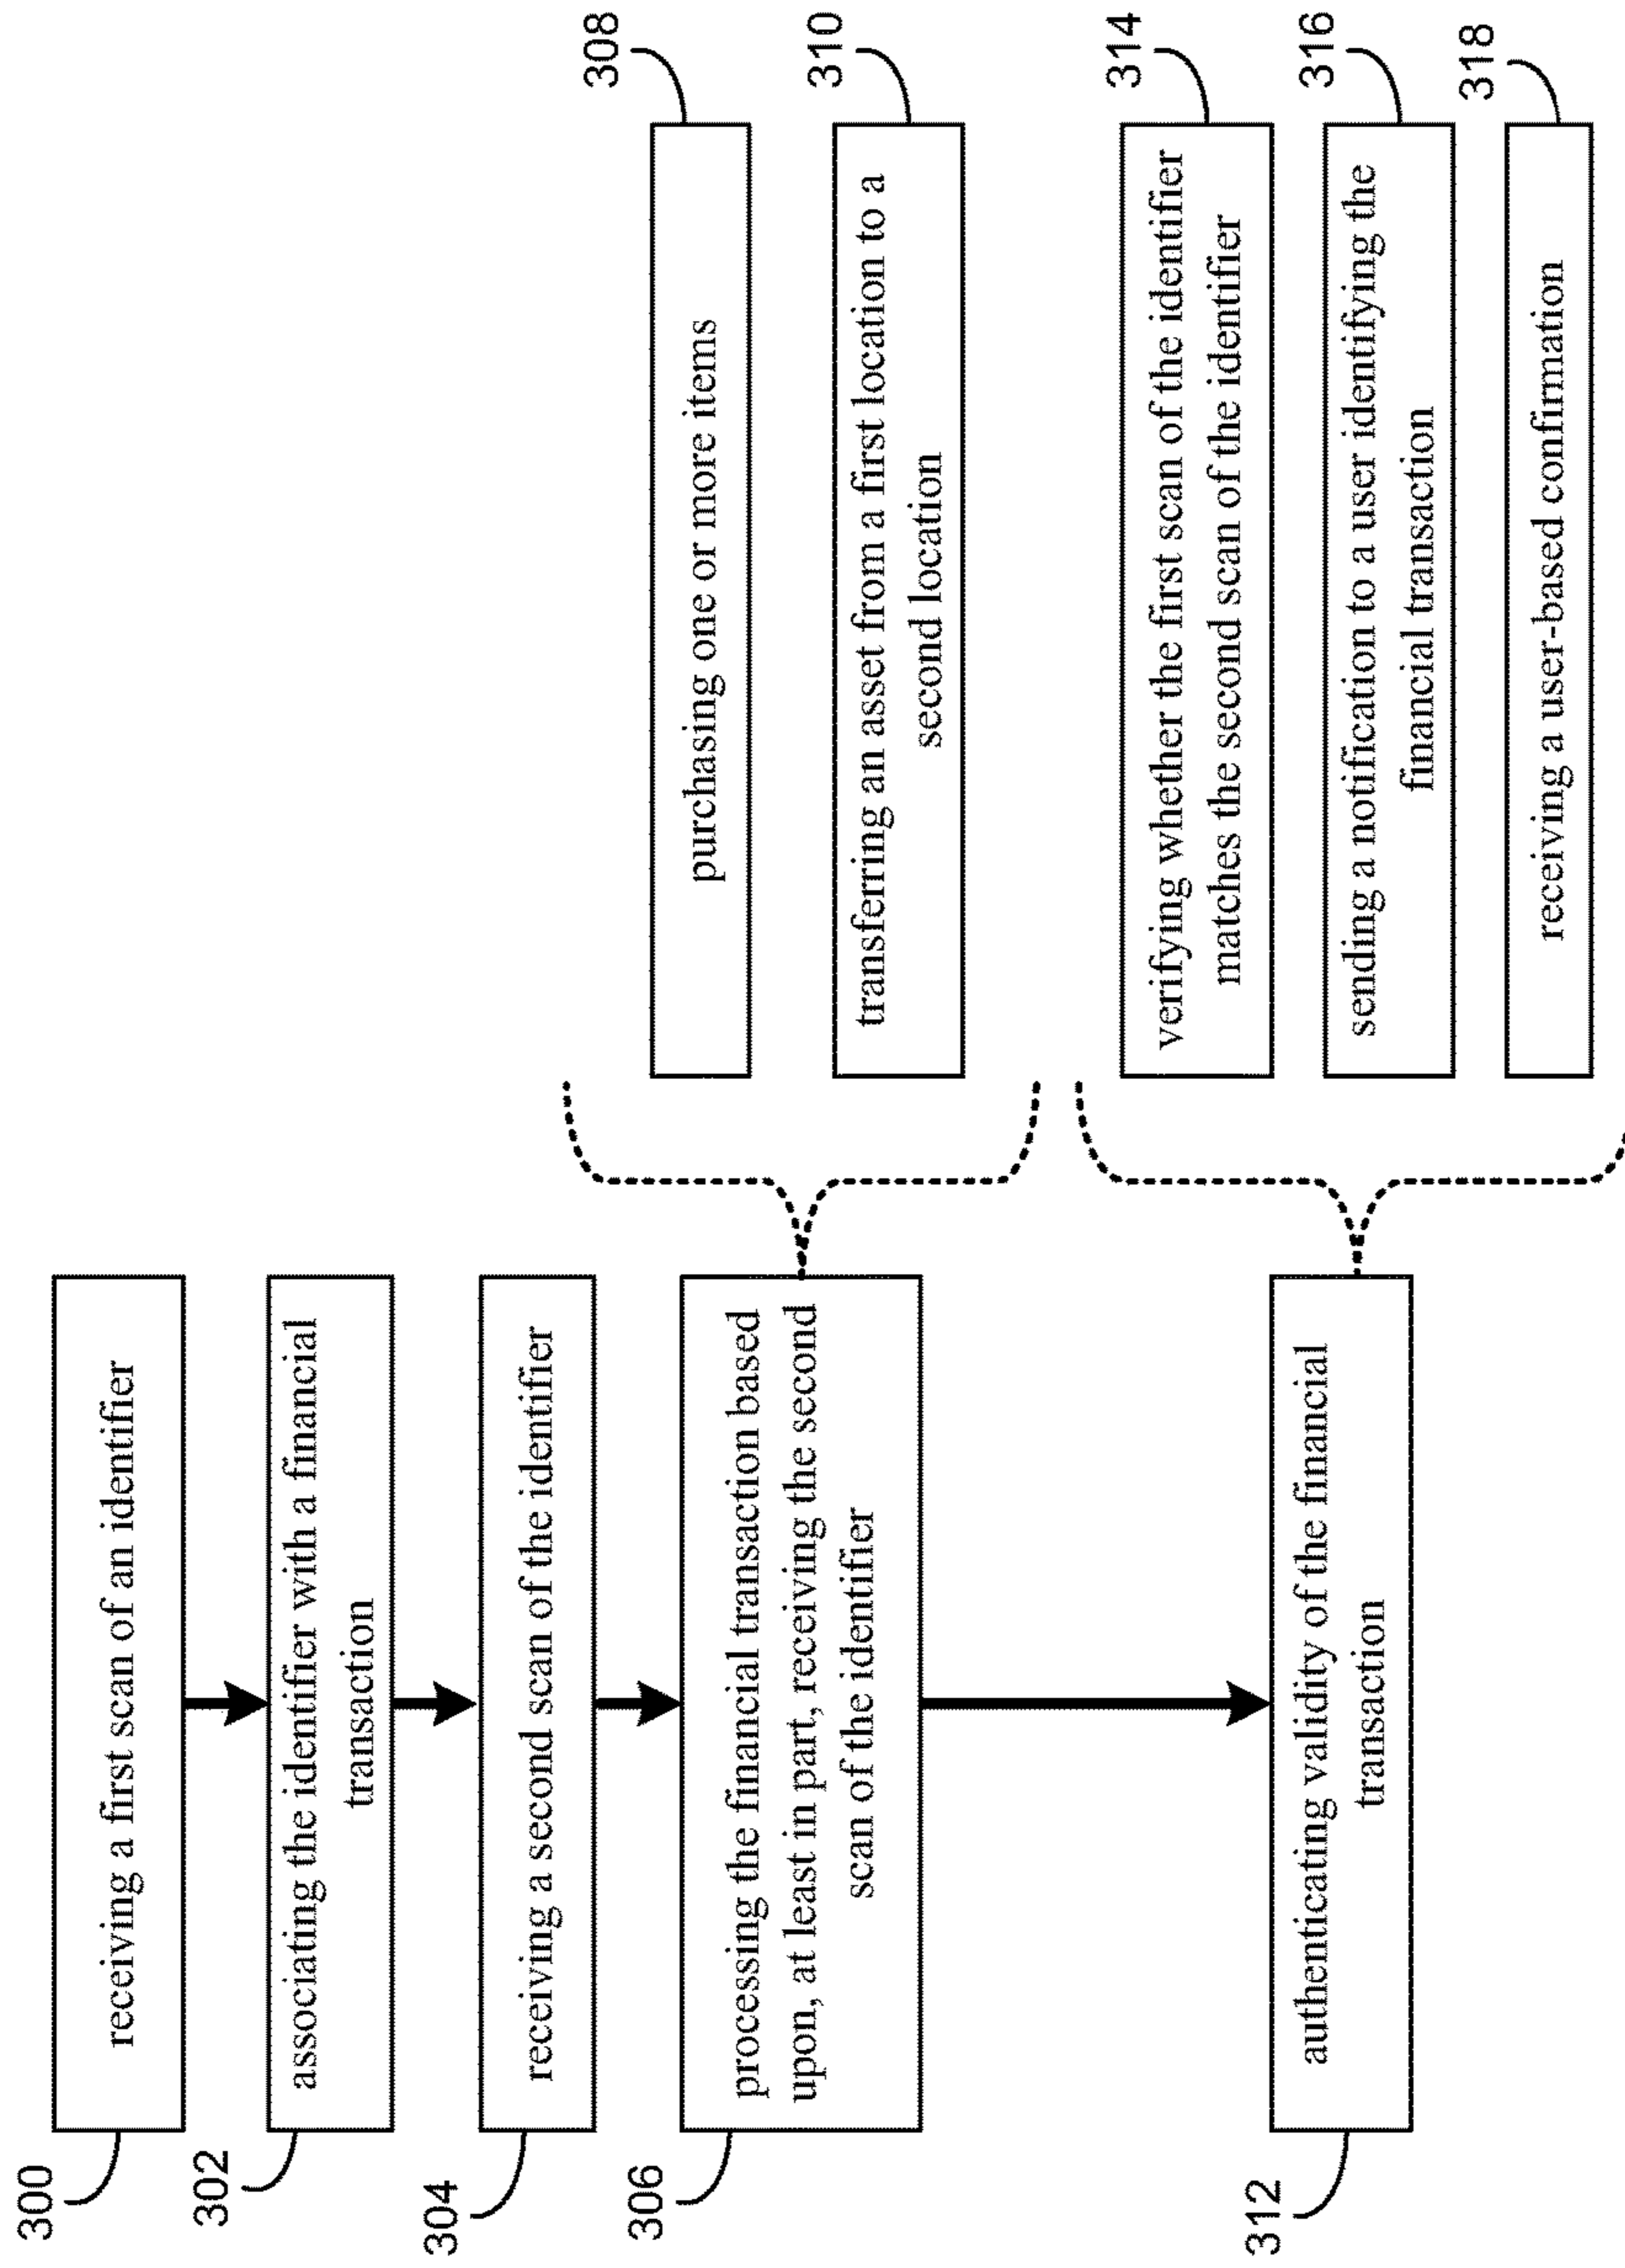 300
receiving a first scan of an identifier
302
associating the identifier with a financial
transaction
304
receiving a second scan of the identifier
306
processing the financial transaction based
upon, at least in part, receiving the second
scan of the identifier
308
purchasing one or more items
310
transferring an asset from a first location to a
second location
312
authenticating validity of the financial
transaction
314
verifying whether the first scan of the identifier
matches the second scan of the identifier
316
sending a notification to a user identifying the
financial transaction
318
receiving a user-based confirmation